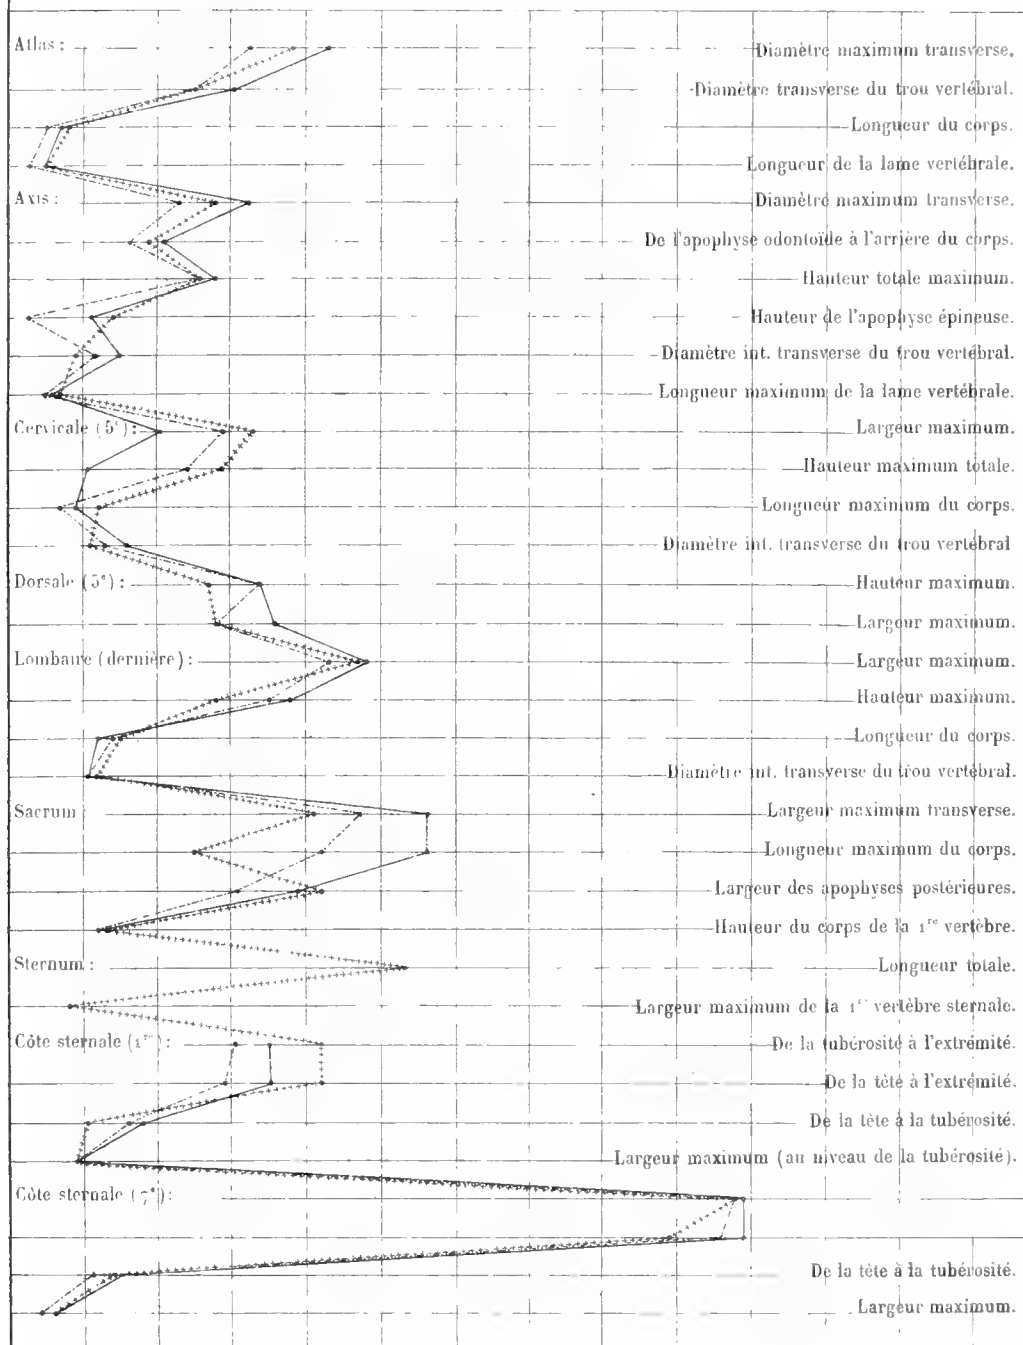 Atlas : Diamètre maximum transverse.
Diamètre transverse du trou vertébral.
Longueur du corps.
Longueur de la lame vertébrale.
Axis : Diamètre maximum transverse.
De l'apophyse odontoïde à l'arrière du corps.
Hauteur totale maximum.
Hauteur de l'apophyse épineuse.
Diamètre int. transverse du trou vertébral.
Longueur maximum de la lame vertébrale.
Cervicale (5e) : Largeur maximum.
Hauteur maximum totale.
Longueur maximum du corps.
Diamètre int. transverse du trou vertébral
Dorsale (5e) : Hauteur maximum.
Largeur maximum.
Lombaire (dernière) : Largeur maximum.
Hauteur maximum.
Longueur du corps.
Diamètre int. transverse du trou vertébral.
Sacrum Largeur maximum transverse.
Longueur maximum du corps.
Largeur des apophyses postérieures.
Hauteur du corps de la 1re vertèbre.
Sternum : Longueur totale.
Largeur maximum de la 1re vertèbre sternale.
Côte sternale (1re) : De la tubérosité à l'extrémité.
De la tète à l'extrémité.
De la tète à la tubérosité.
Largeur maximum (au niveau de la tubérosité).
Côte sternale (7e) :
De la tète à la tubérosité.
Largeur maximum.